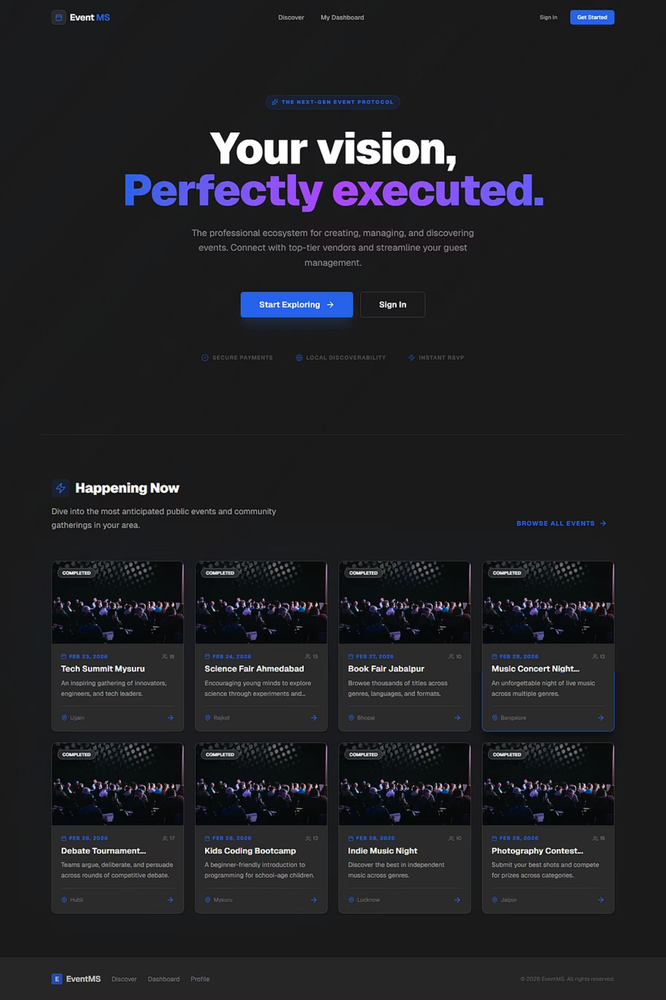 Event MS
Discover
My Dashboard
Sign In
Get Started
THE NEXT-GEN EVENT PROTOCOL
Your vision,
Perfectly executed.
The professional ecosystem for creating, managing, and discovering
events. Connect with top-tier vendors and streamline your guest
management.
Start Exploring
Sign In
SECURE PAYMENTS
LOCAL DISCOVERABILITY
INSTANT RSVP
Happening Now
Dive into the most anticipated public events and community
gatherings in your area.
BROWSE ALL EVENTS
COMPLETED
FEB 23, 2026
18
Tech Summit Mysuru
An inspiring gathering of innovators,
engineers, and tech leaders.
Ujjain
COMPLETED
FEB 24, 2026
15
Science Fair Ahmedabad
Encouraging young minds to explore
science through experiments and...
Rajkot
COMPLETED
FEB 27, 2026
10
Book Fair Jabalpur
Browse thousands of titles across
genres, languages, and formats.
Bhopal
COMPLETED
FEB 28, 2026
13
Music Concert Night...
An unforgettable night of live music
across multiple genres.
Bangalore
COMPLETED
FEB 28, 2026
17
Debate Tournament...
Teams argue, deliberate, and persuade
across rounds of competitive debate.
Hubli
COMPLETED
FEB 28, 2026
13
Kids Coding Bootcamp
A beginner-friendly introduction to
programming for school-age children.
Mysuru
COMPLETED
FEB 28, 2026
10
Indie Music Night
Discover the best in independent
music across genres.
Lucknow
COMPLETED
FEB 28, 2026
18
Photography Contest...
Submit your best shots and compete
for prizes across categories.
Jaipur
E
EventMS
Discover
Dashboard
Profile
© 2026 EventMS. All rights reserved.